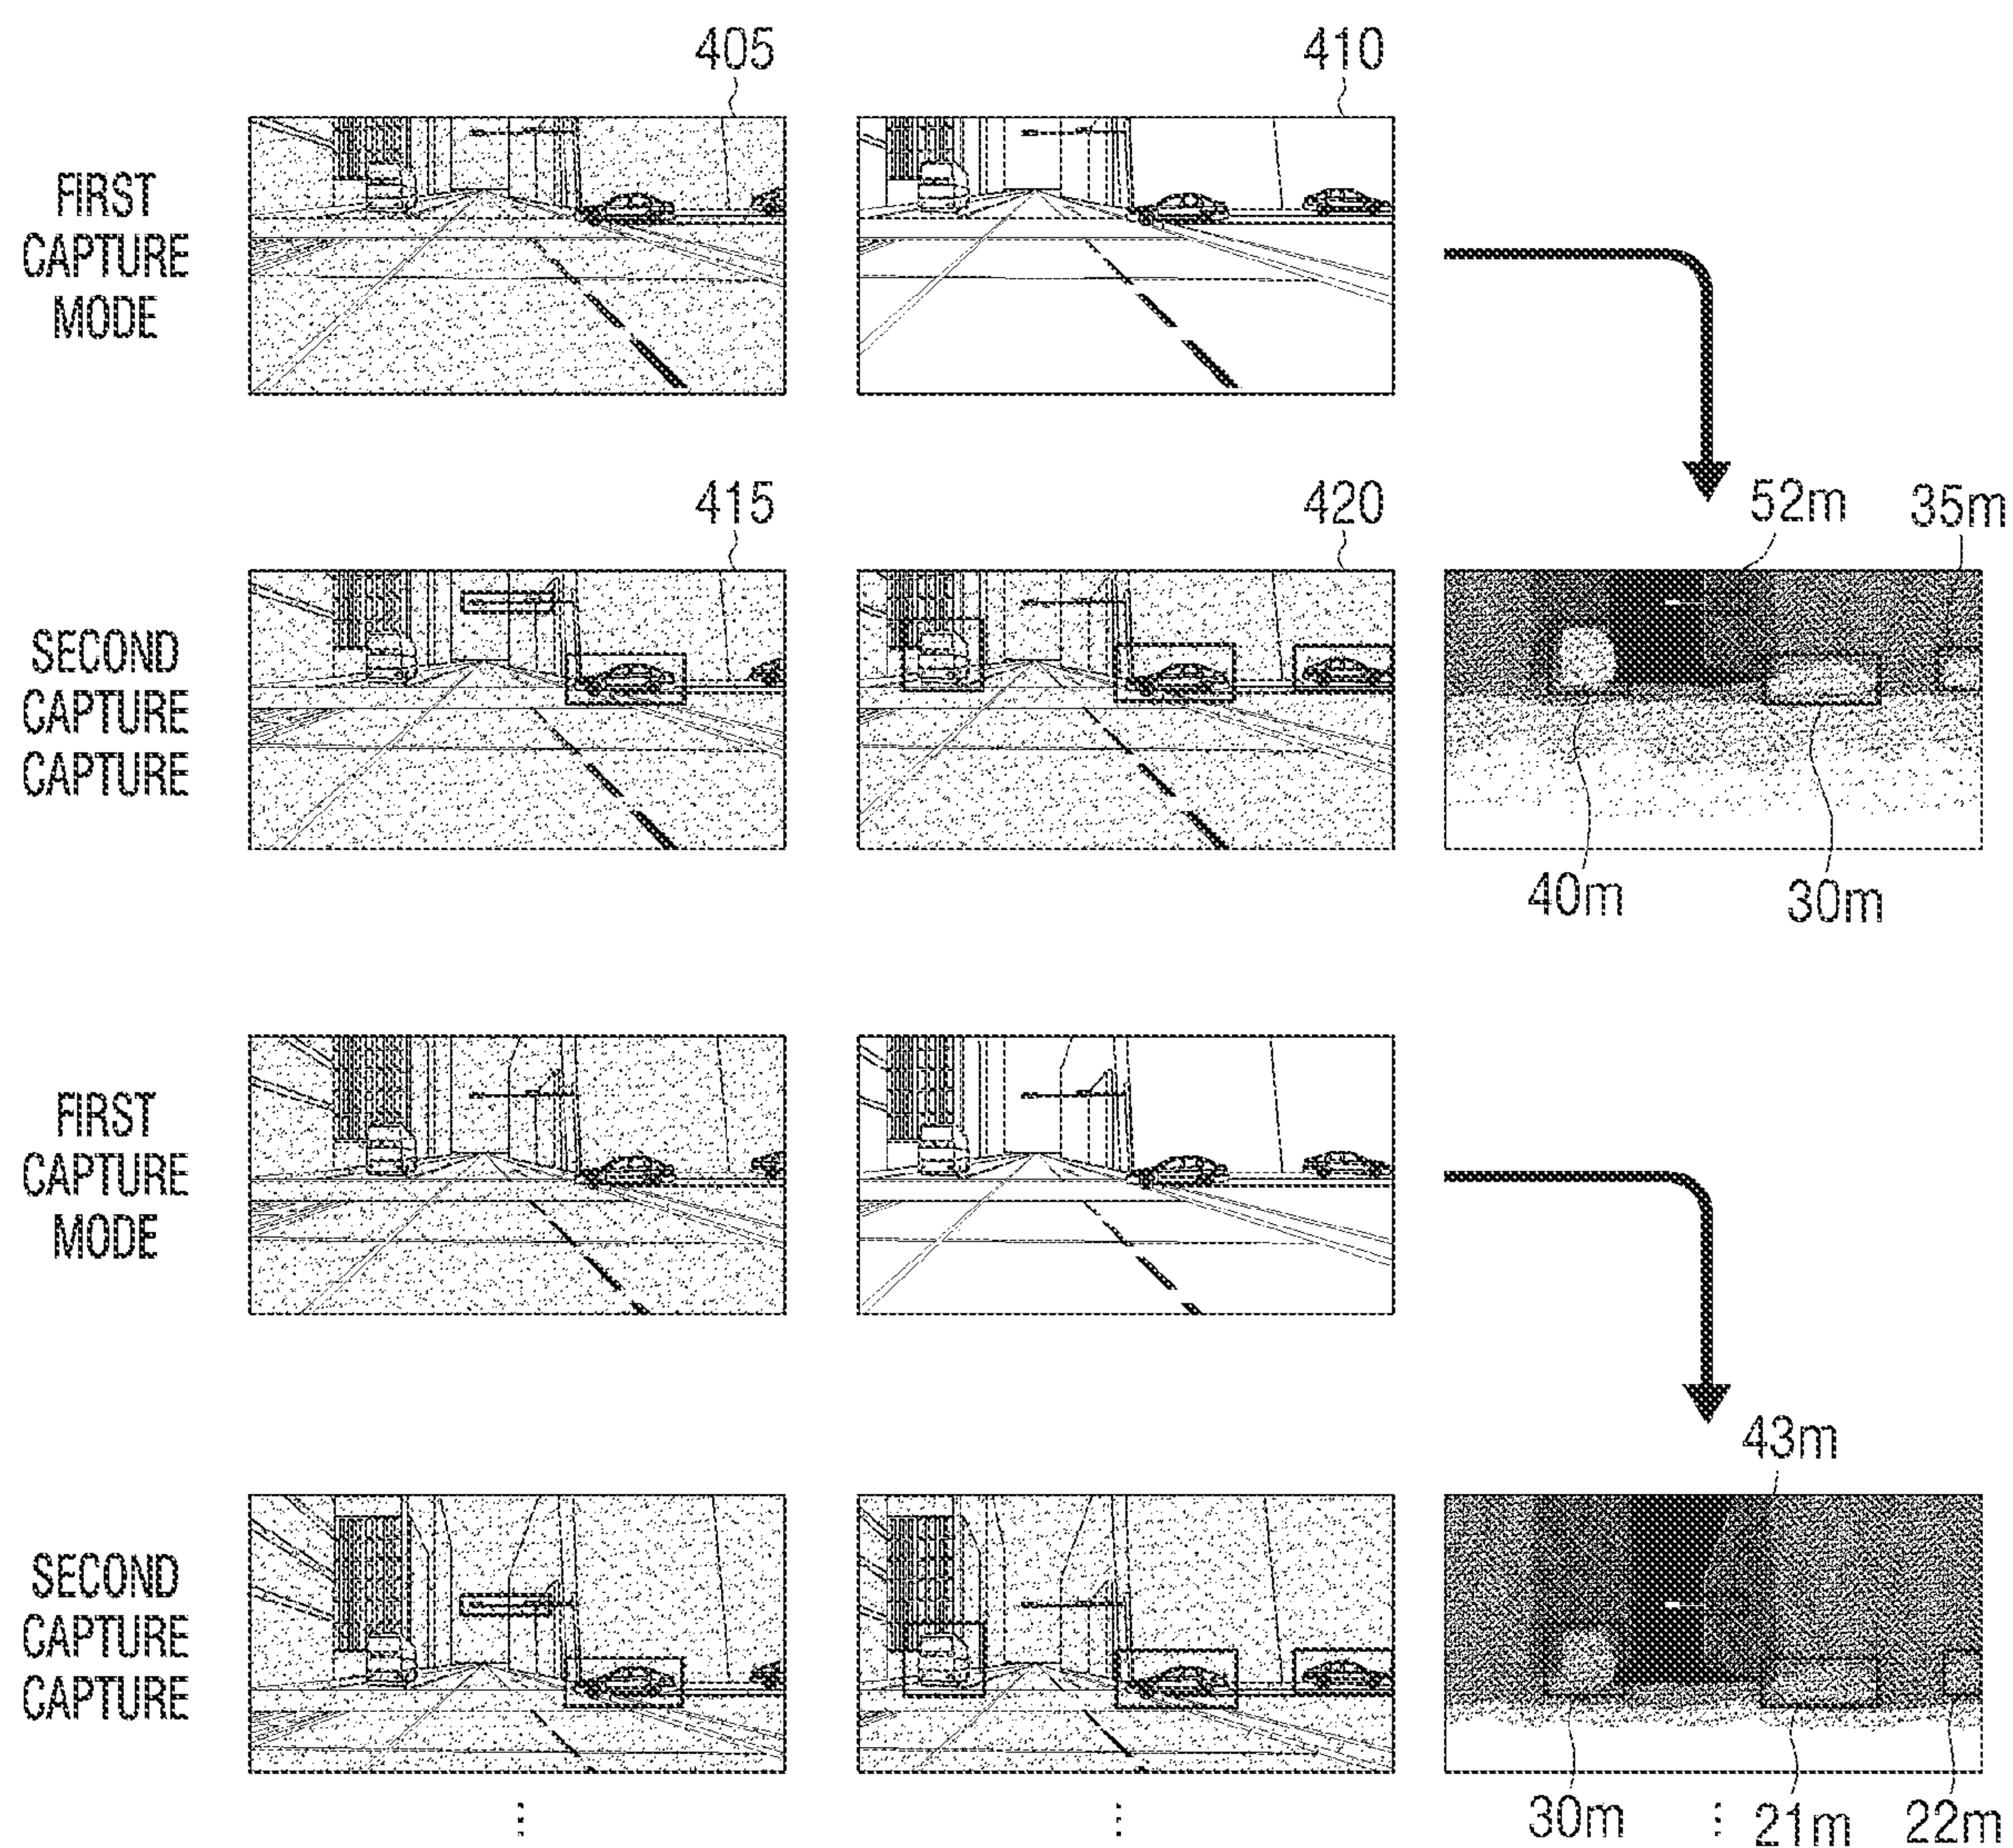 405
410
FIRST
CAPTURE
MODE
415
420
52m
35m
SECOND
CAPTURE
CAPTURE
40m
30m
FIRST
CAPTURE
MODE
43m
SECOND
CAPTURE
CAPTURE
30m
21m
22m